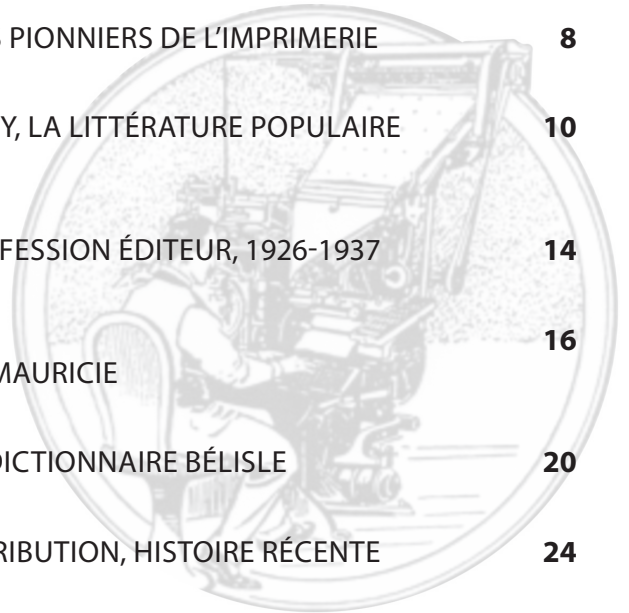 PIONNIERS DE L’IMPRIMERIE 8
Y, LA LITTÉRATURE POPULAIRE 10
FESSION ÉDITEUR, 1926-1937 14
16
MAURICIE
DICTIONNAIRE BÉLISLE 20
RIBUTION, HISTOIRE RÉCENTE 24